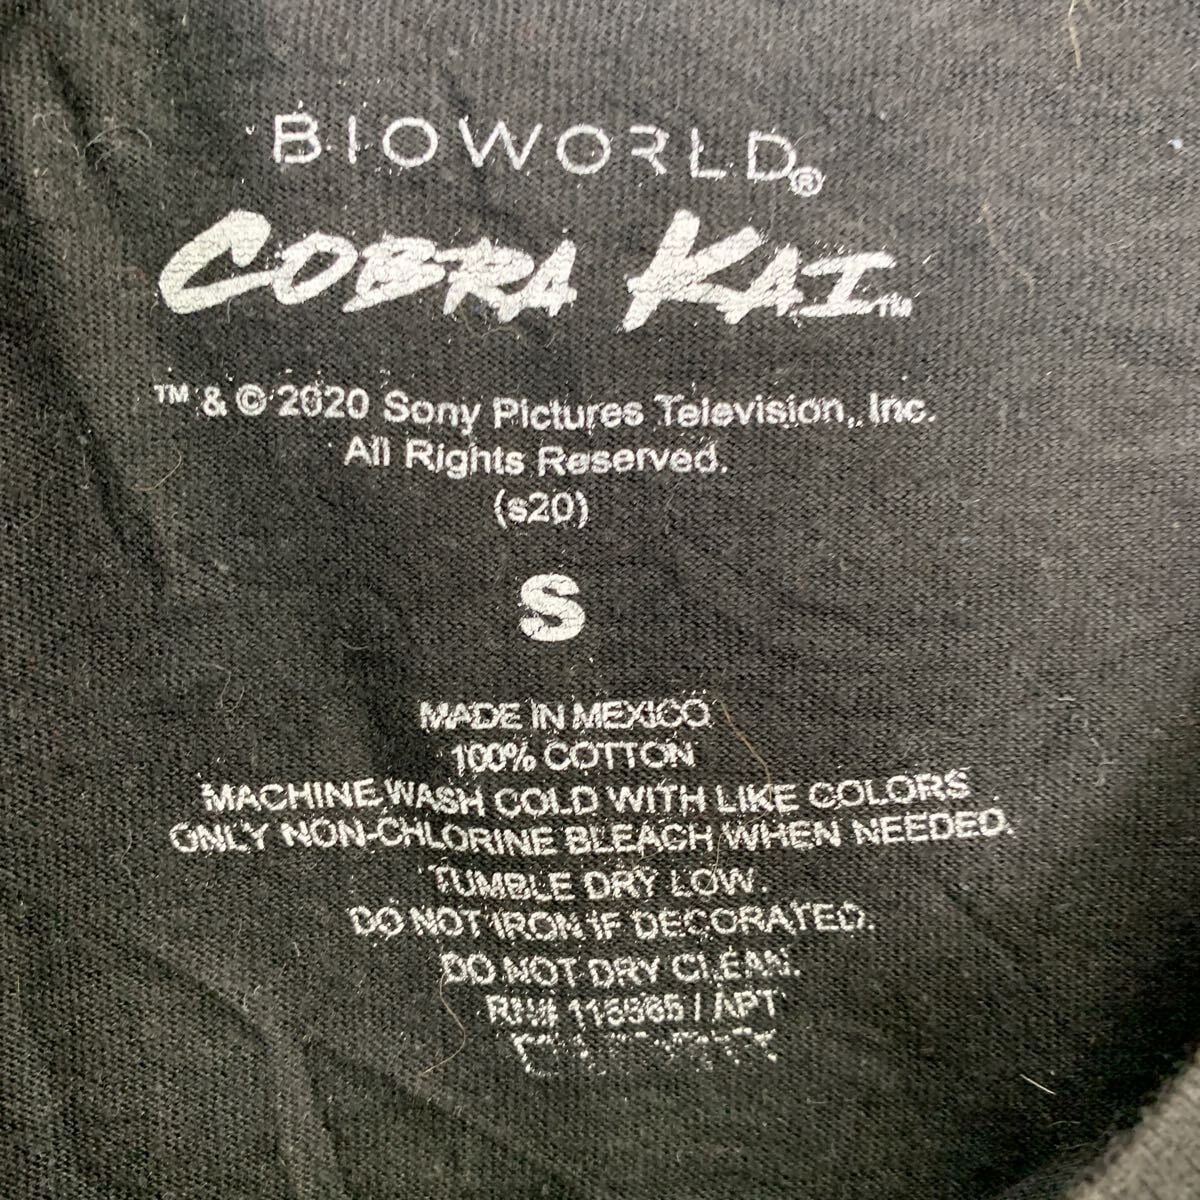 BIOWORLD®
COBRA KAI™
™ & © 2020 Sony Pictures Television, Inc.
All Rights Reserved.
(s20)
S
MADE IN MEXICO
100% COTTON
MACHINE WASH COLD WITH LIKE COLORS
ONLY NON-CHLORINE BLEACH WHEN NEEDED.
TUMBLE DRY LOW.
DO NOT IRON IF DECORATED.
DO NOT DRY CLEAN.
RN# / APT